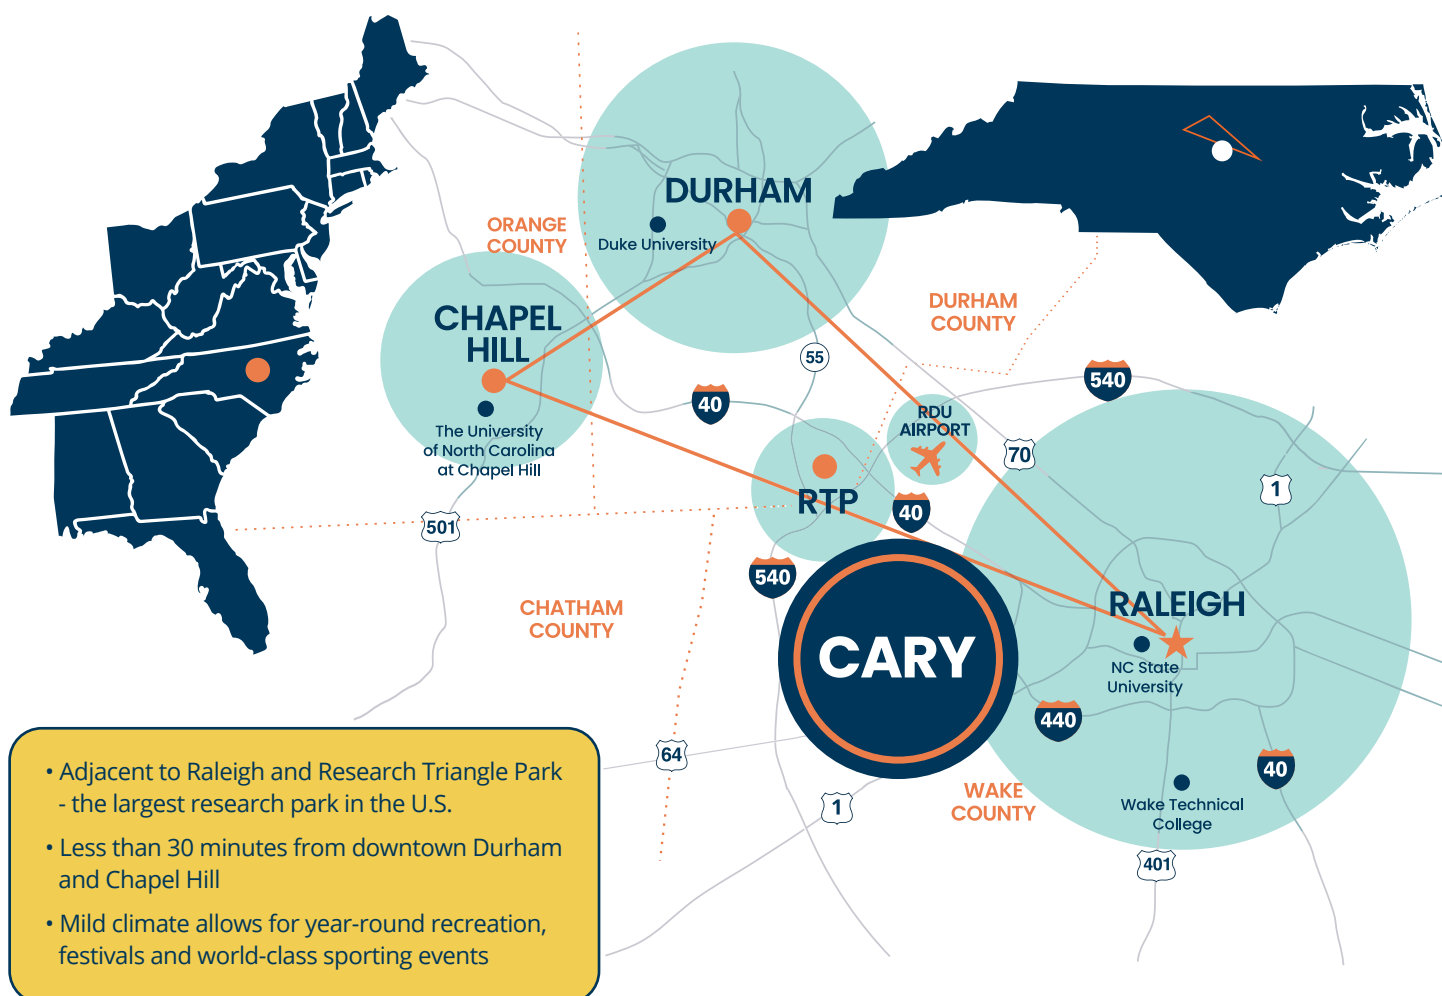 DURHAM
Duke University
ORANGE
COUNTY
CHAPEL
HILL
The University
of North Carolina
at Chapel Hill
DURHAM
COUNTY
55
540
40
RDU
AIRPORT
70
1
RTP
40
501
540
CHATHAM
COUNTY
CARY
RALEIGH
NC State
University
440
64
40
WAKE
COUNTY
1
Wake Technical
College
401
• Adjacent to Raleigh and Research Triangle Park
- the largest research park in the U.S.
• Less than 30 minutes from downtown Durham
and Chapel Hill
• Mild climate allows for year-round recreation,
festivals and world-class sporting events